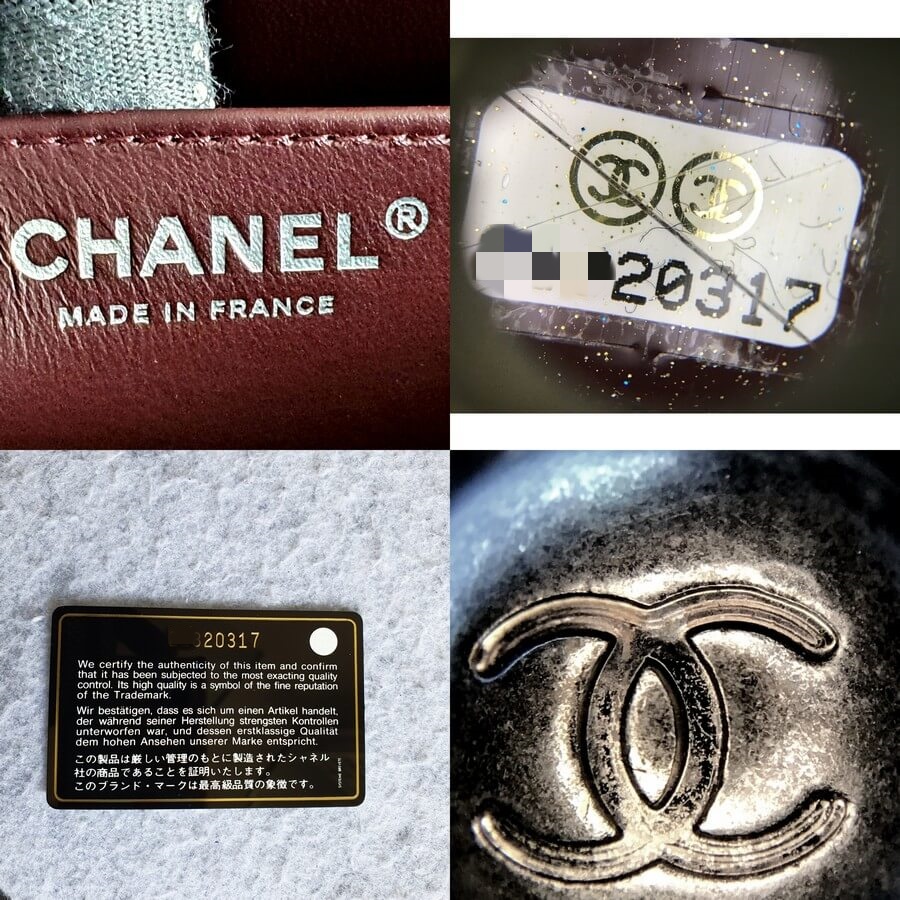 CHANEL®
MADE IN FRANCE
20317
20317
We certify the authenticity of this item and confirm
that it has been subjected to the most exacting quality
control. Its high quality is a symbol of the fine reputation
of the Trademark.
Wir bestätigen, dass es sich um einen Artikel handelt,
der während seiner Herstellung strengsten Kontrollen
unterworfen war, und dessen erstklassige Qualität
dem hohen Ansehen unserer Marke entspricht.
この製品は厳しい管理のもとに製造されたシャネル
社の商品であることを証明いたします。
このブランド・マークは最高級品質の象徴です。